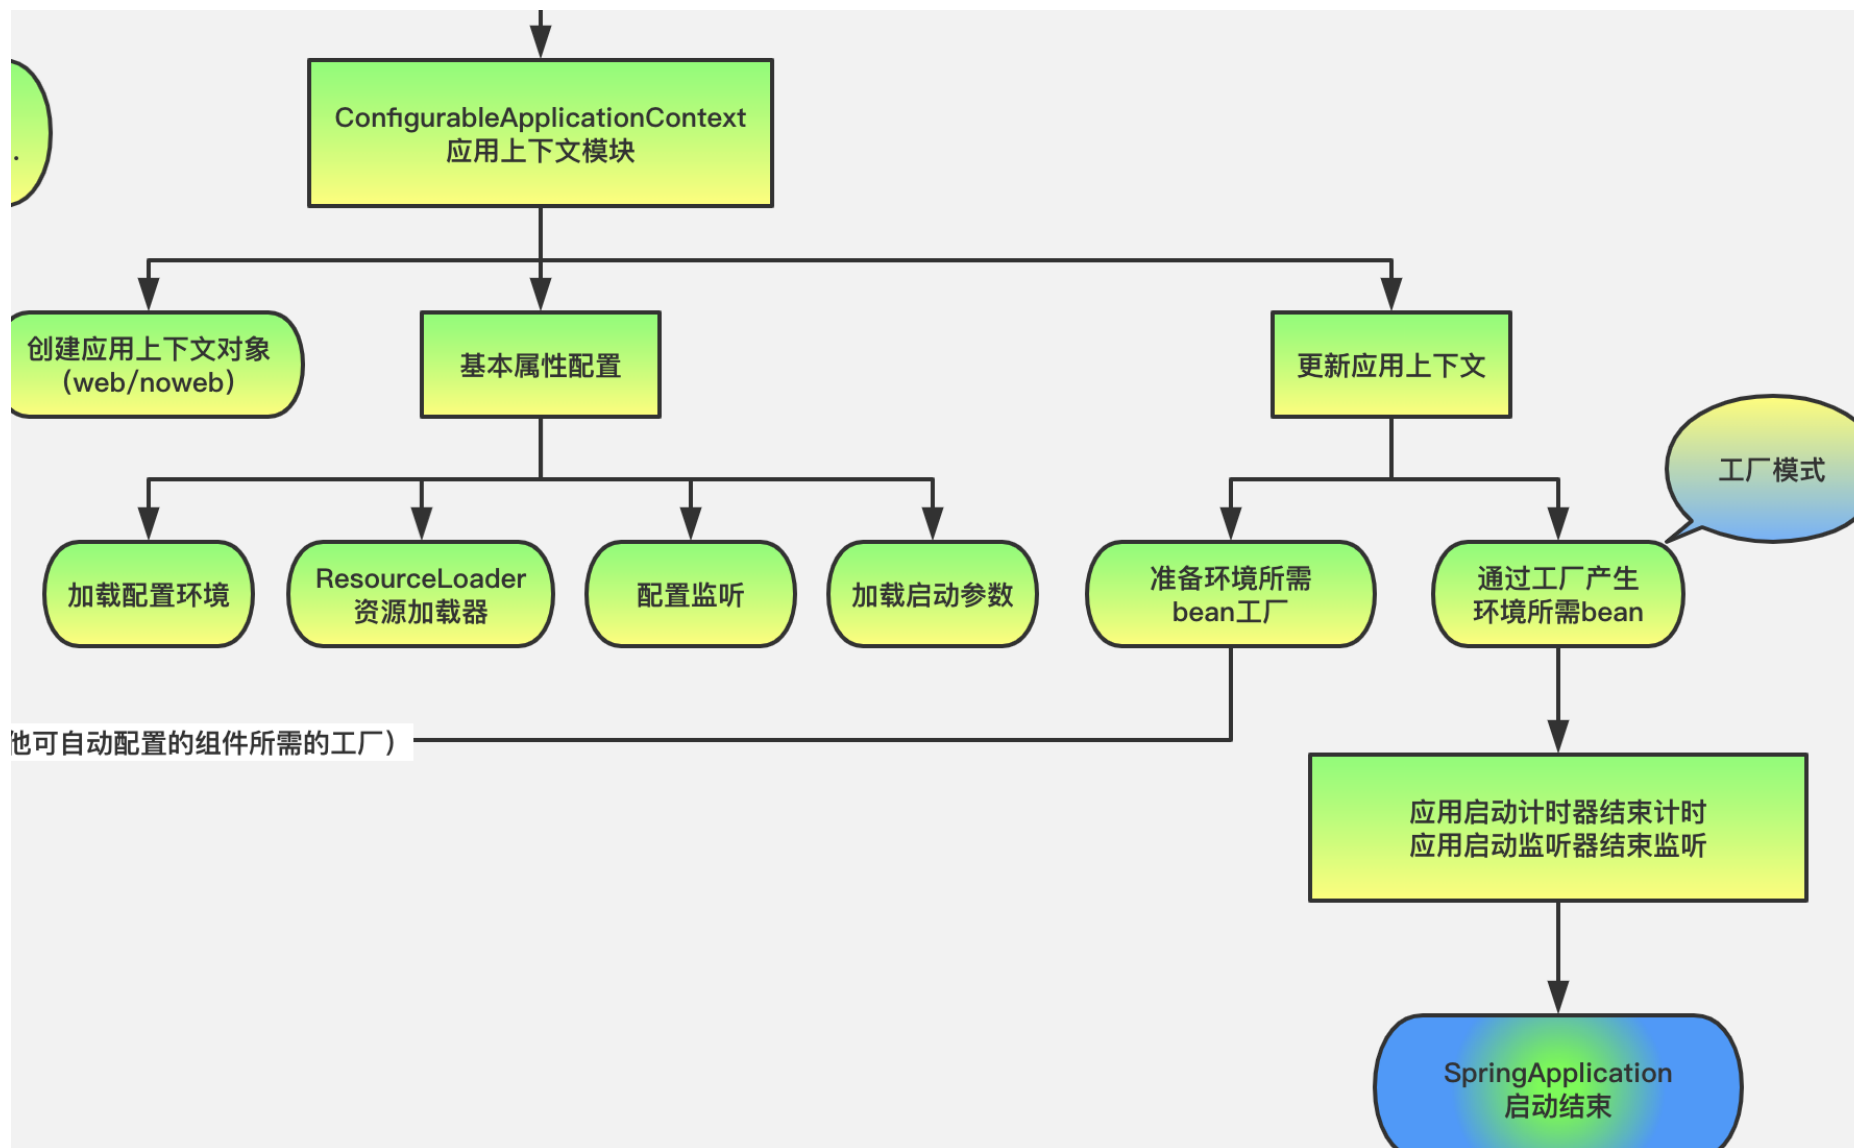 ConfigurableApplicationContext
应用上下文模块
.
创建应用上下文对象
（web/noweb）
基本属性配置
更新应用上下文
工厂模式
加载配置环境
ResourceLoader
资源加载器
配置监听
加载启动参数
准备环境所需
bean工厂
通过工厂产生
环境所需bean
他可自动配置的组件所需的工厂）
应用启动计时器结束计时
应用启动监听器结束监听
SpringApplication
启动结束